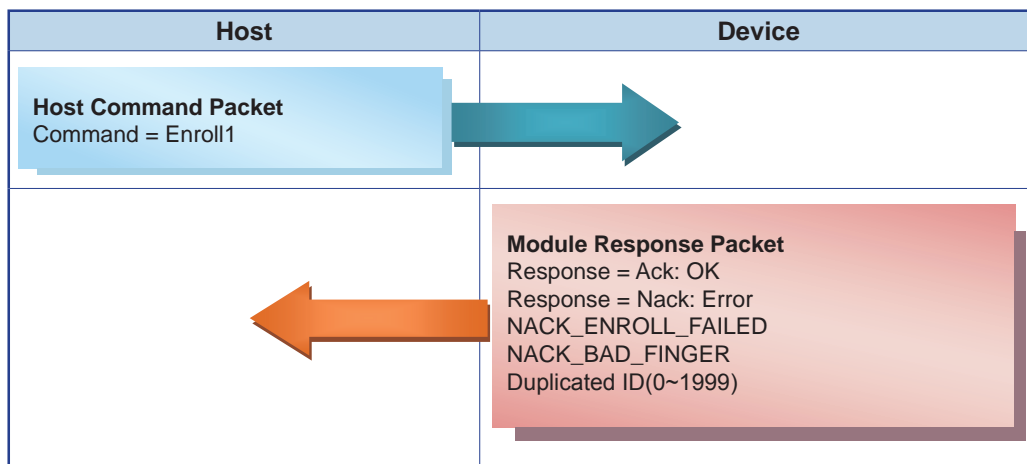 Host
Device
Host Command Packet
Command = Enroll1
Module Response Packet
Response = Ack: OK
Response = Nack: Error
NACK_ENROLL_FAILED
NACK_BAD_FINGER
Duplicated ID(0~1999)